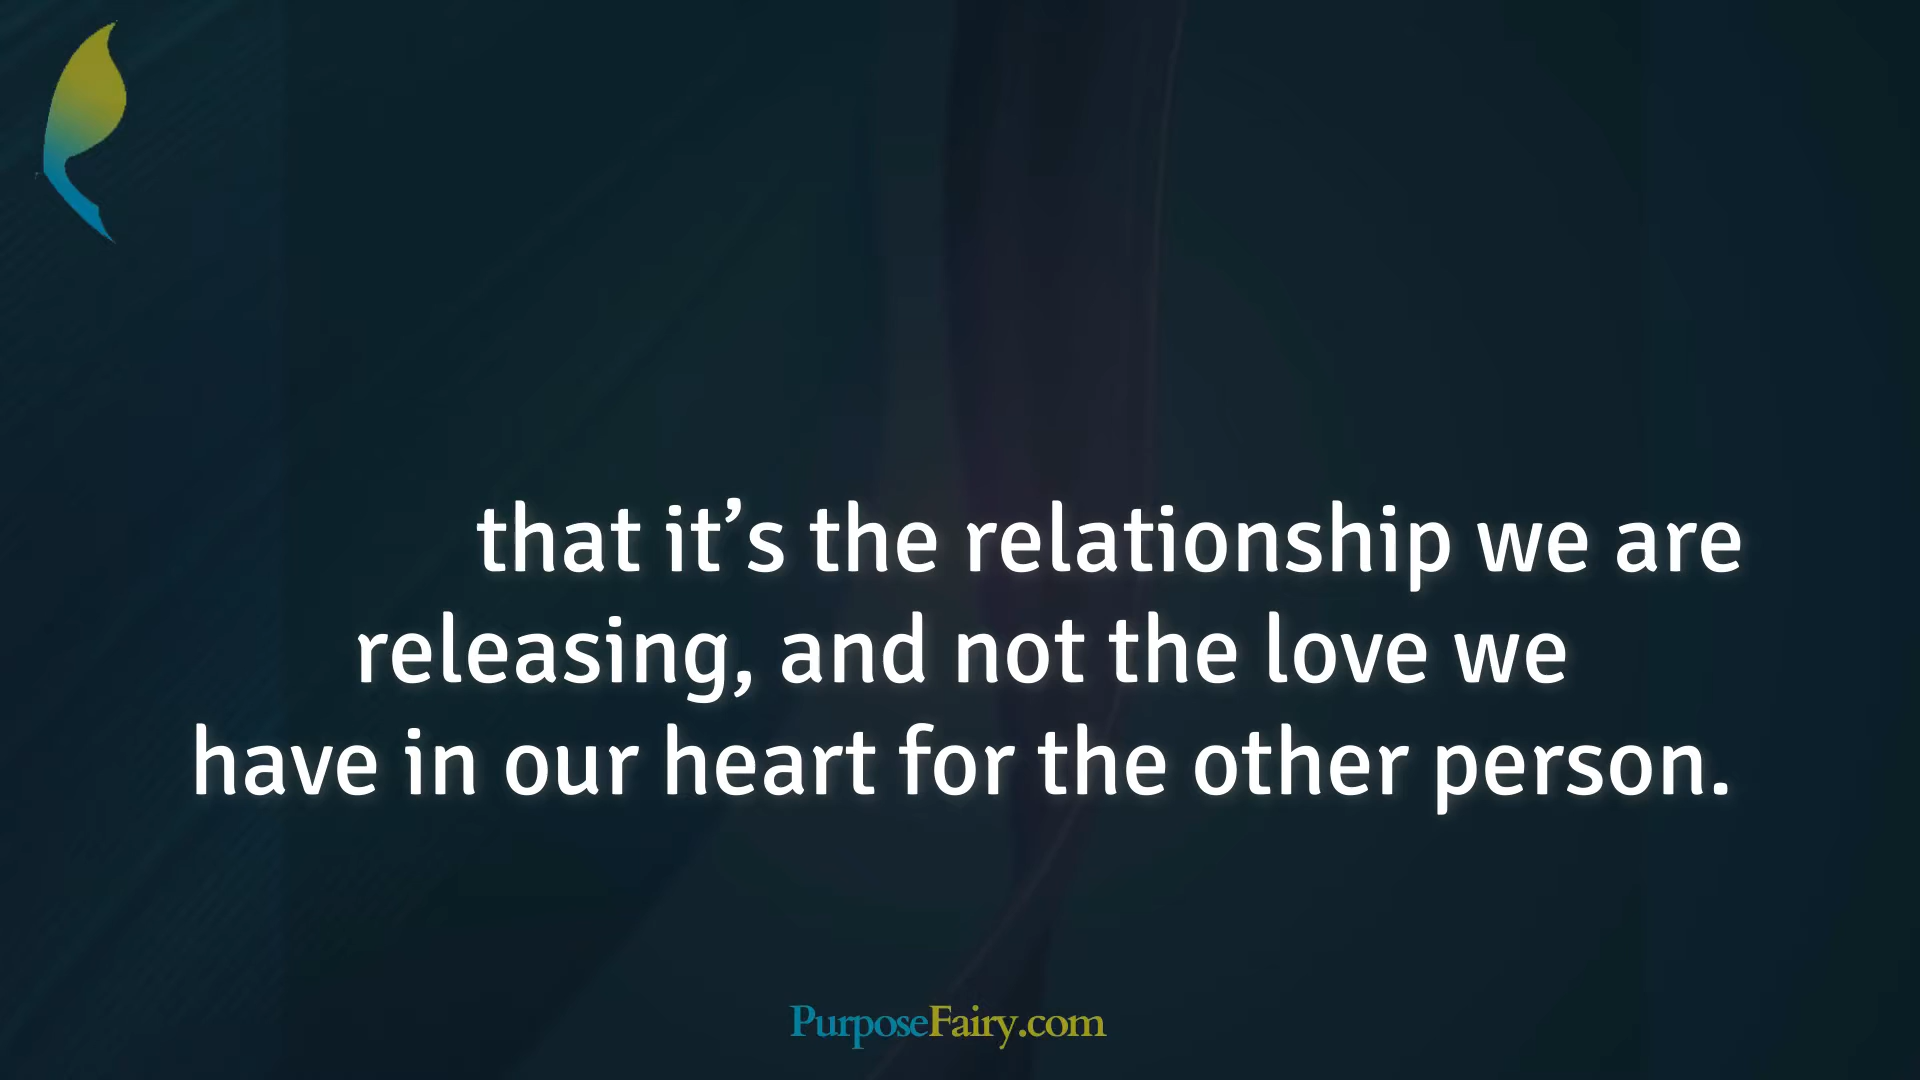 that it’s the relationship we are
releasing, and not the love we
have in our heart for the other person.
PurposeFairy.com